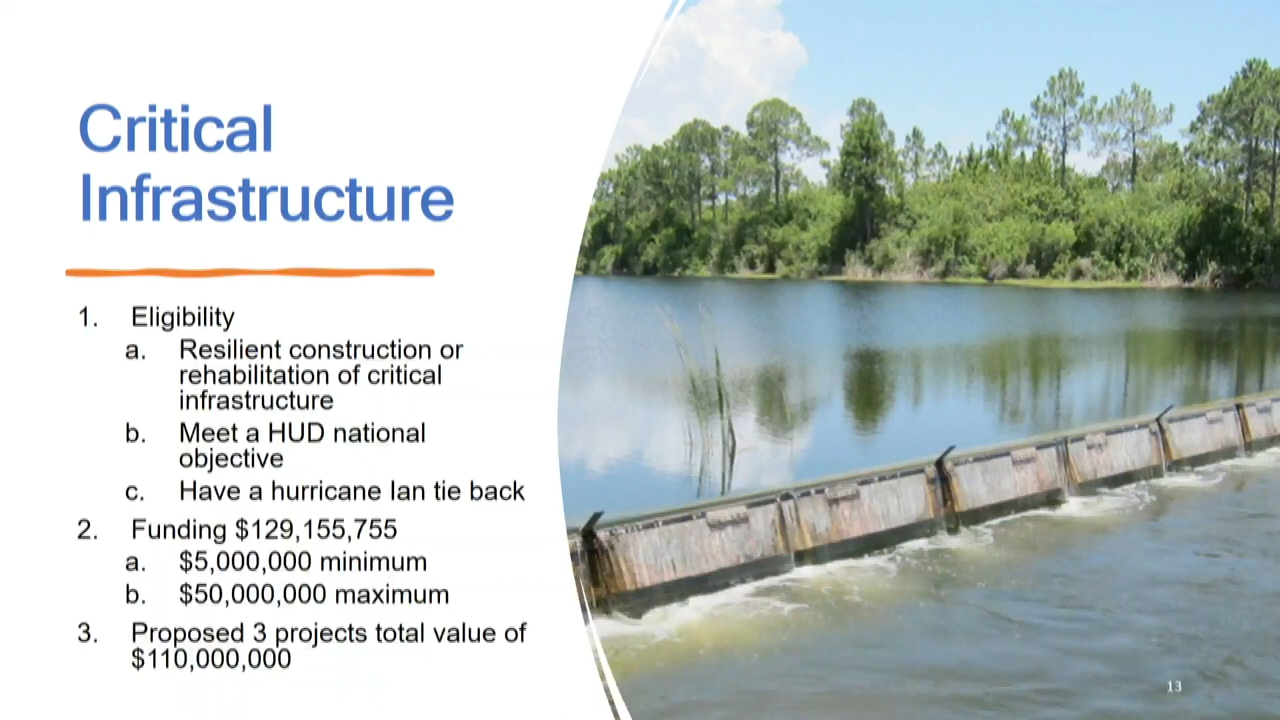 Critical
Infrastructure
1. Eligibility
a. Resilient construction or
rehabilitation of critical
infrastructure
b. Meet a HUD national
objective
c. Have a hurricane Ian tie back
2. Funding $129,155,755
a. $5,000,000 minimum
b. $50,000,000 maximum
3. Proposed 3 projects total value of
$110,000,000
13